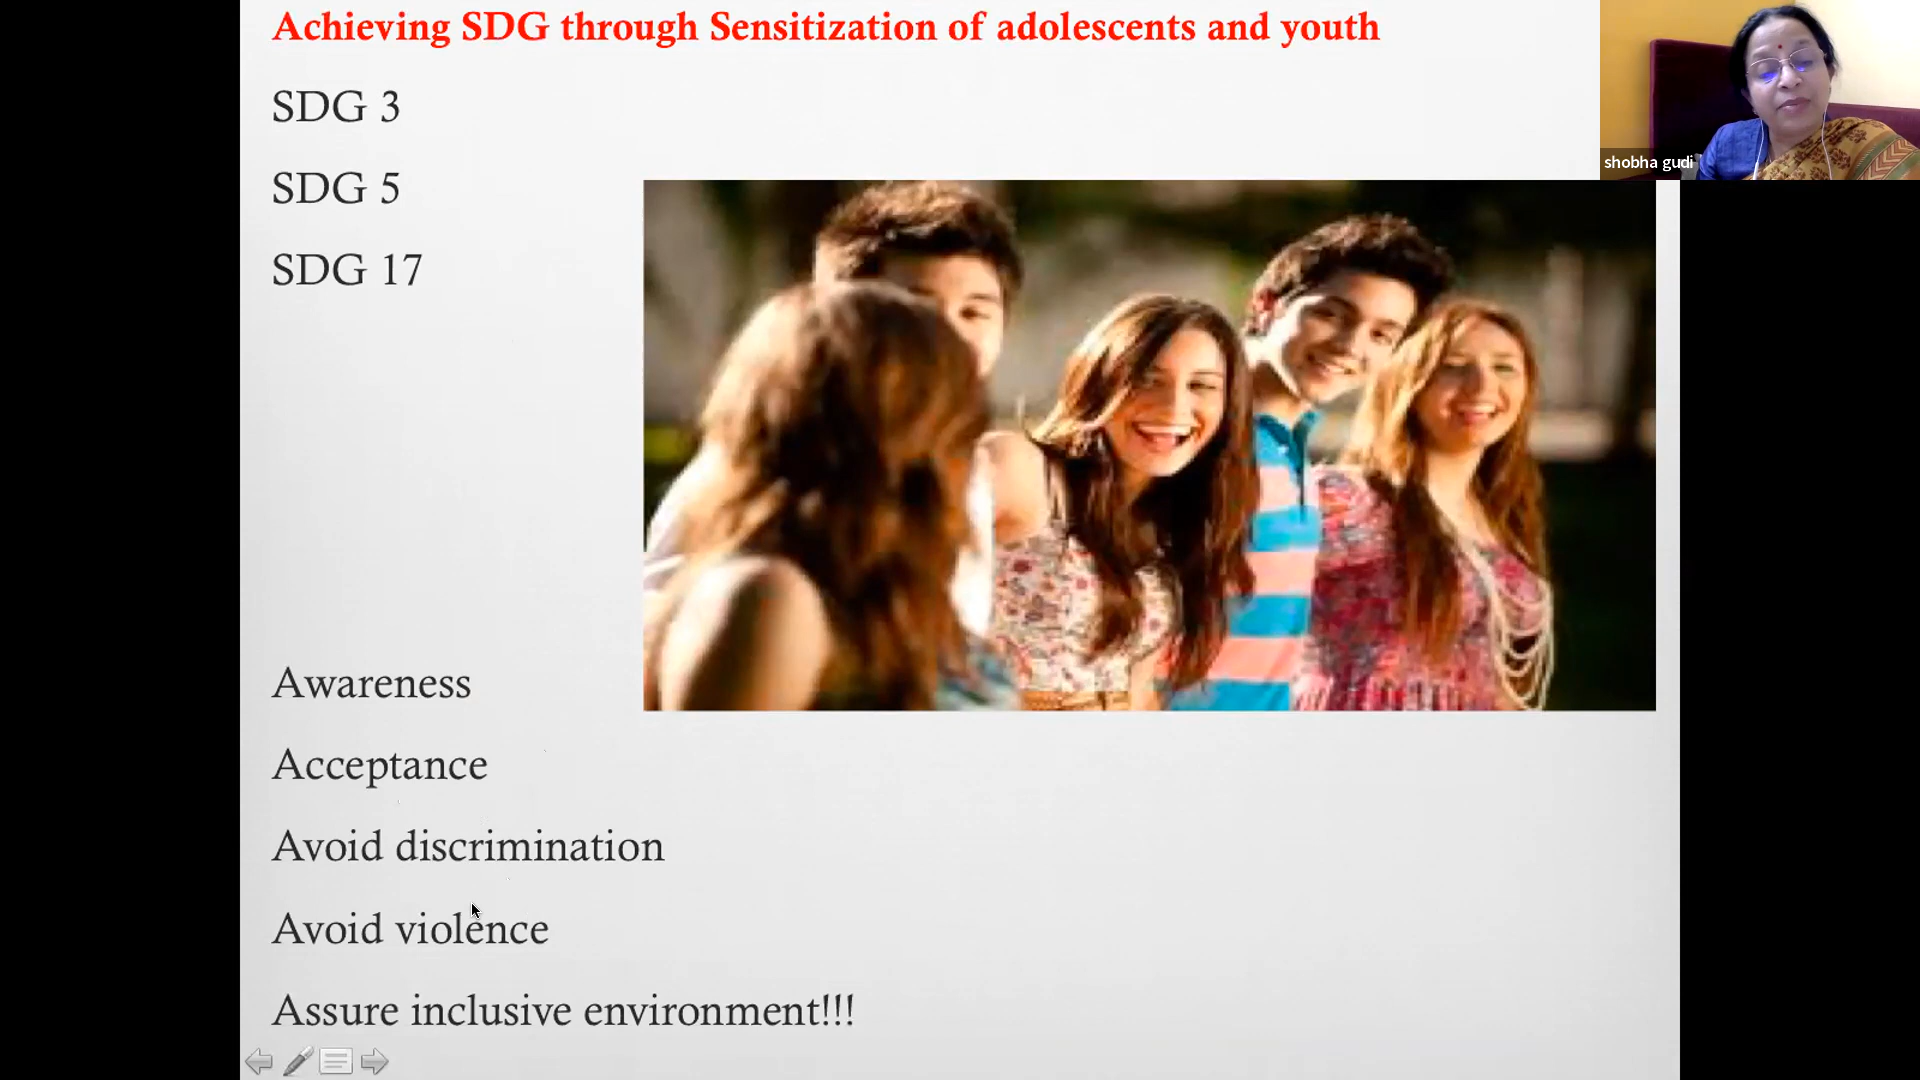 Achieving SDG through Sensitization of adolescents and youth
SDG 3
SDG 5
SDG 17
shobha gudi
Awareness
Acceptance
Avoid discrimination
Avoid violence
Assure inclusive environment!!!